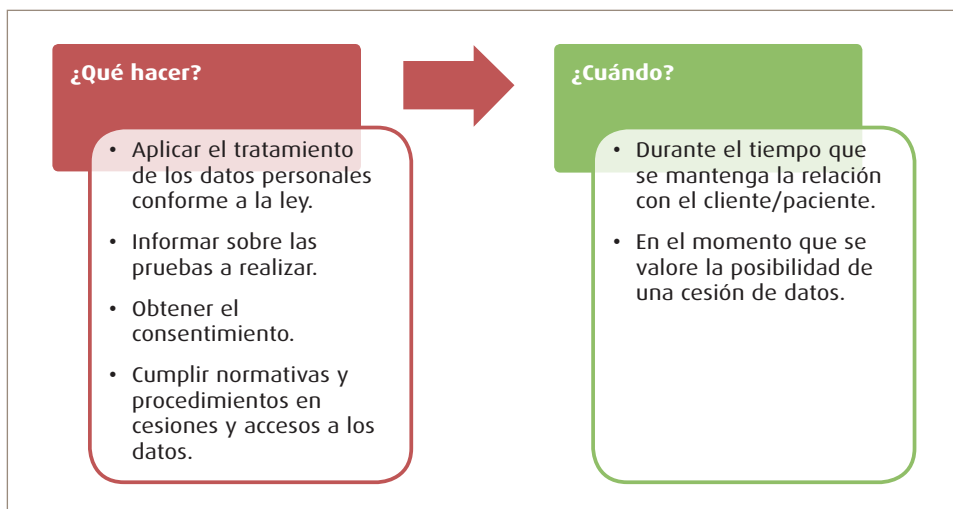 ¿Qué hacer?
• Aplicar el tratamiento
de los datos personales
conforme a la ley.
• Informar sobre las
pruebas a realizar.
• Obtener el
consentimiento.
• Cumplir normativas y
procedimientos en
cesiones y accesos a los
datos.
¿Cuándo?
• Durante el tiempo que
se mantenga la relación
con el cliente/paciente.
• En el momento que se
valore la posibilidad de
una cesión de datos.